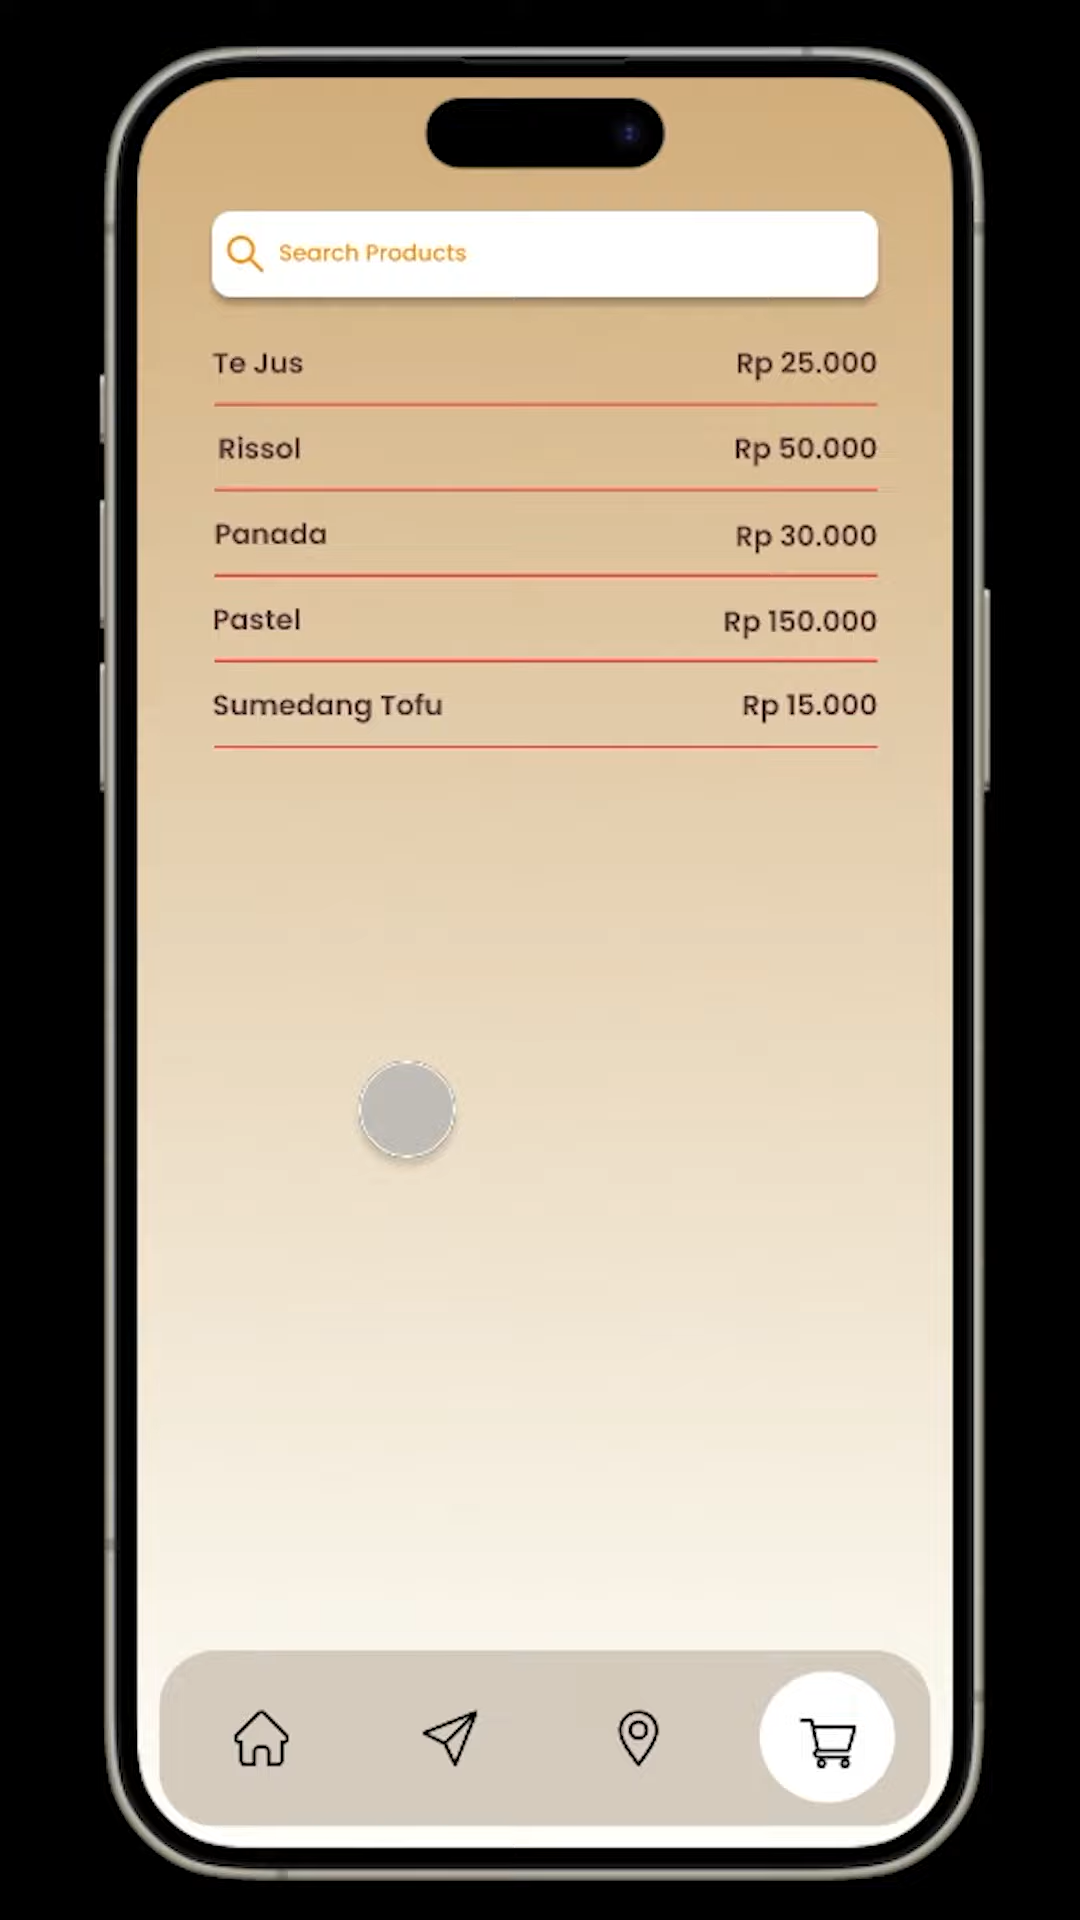 Search Products
Te Jus Rp 25.000
Rissol Rp 50.000
Panada Rp 30.000
Pastel Rp 150.000
Sumedang Tofu Rp 15.000